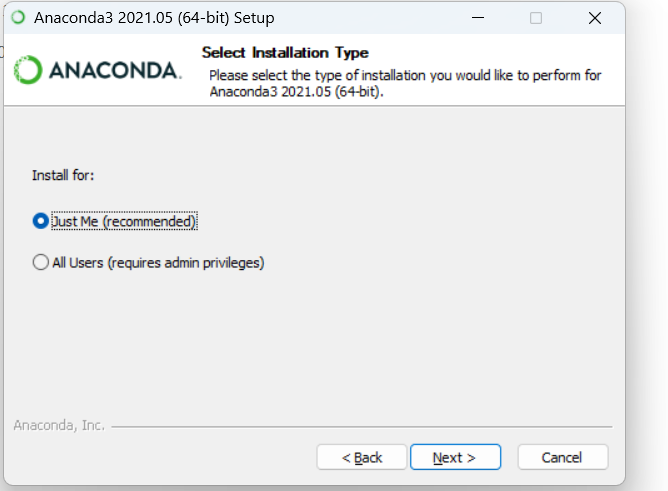 Anaconda3 2021.05 (64-bit) Setup
ANACONDA.
Select Installation Type
Please select the type of installation you would like to perform for
Anaconda3 2021.05 (64-bit).
Install for:
Just Me (recommended)
All Users (requires admin privileges)
Anaconda, Inc.
< Back
Next >
Cancel